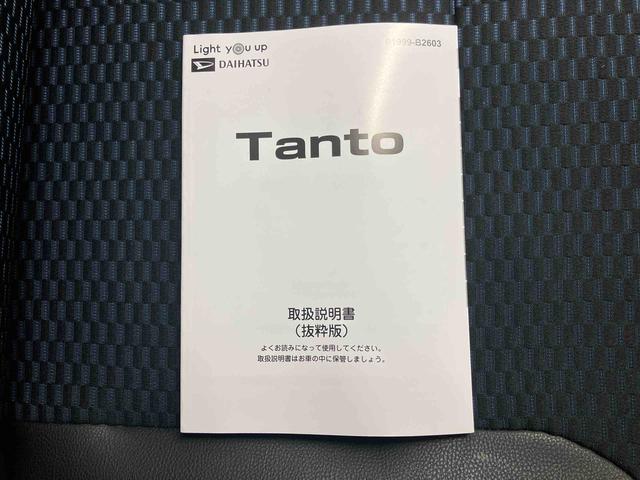 Light you up
DAIHATSU
01999-B2603
Tanto
取扱説明書
（抜粋版）
よくお読みになって使用してください。
取扱説明書はお車の中に保管しましょう。